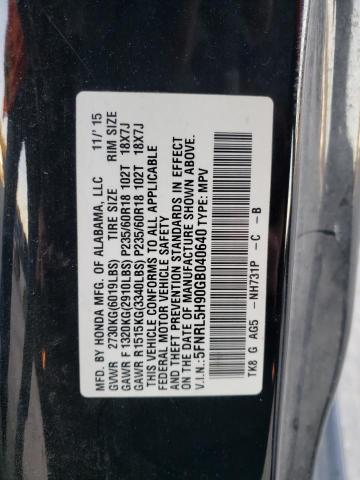 MFD. BY HONDA MFG. OF ALABAMA, LLC 11/'15
GVWR 2730KG(6019LBS) TIRE SIZE RIM SIZE
GAWR F 1320KG(2910LBS) P235/60R18 102T 18X7J
GAWR R 1515KG(3340LBS) P235/60R18 102T 18X7J
THIS VEHICLE CONFORMS TO ALL APPLICABLE
FEDERAL MOTOR VEHICLE SAFETY
AND THEFT PREVENTION STANDARDS IN EFFECT
ON THE DATE OF MANUFACTURE SHOWN ABOVE.
V.I.N.: 5FNRL5H90GB040640 TYPE: MPV
TK8 G AG5 -NH731P -C -B